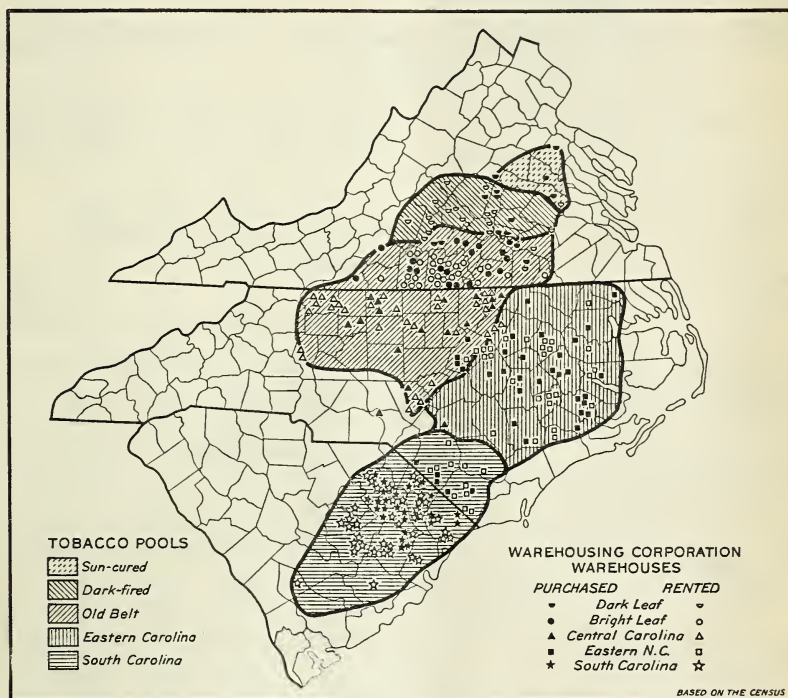 TOBACCO POOLS
Sun-cured
Dark-fired
Old Belt
Eastern Carolina
South Carolina
WAREHOUSING CORPORATION
WAREHOUSES
PURCHASED RENTED
Dark Leaf
Bright Leaf
Central Carolina
Eastern N.C.
South Carolina
BASED ON THE CENSUS